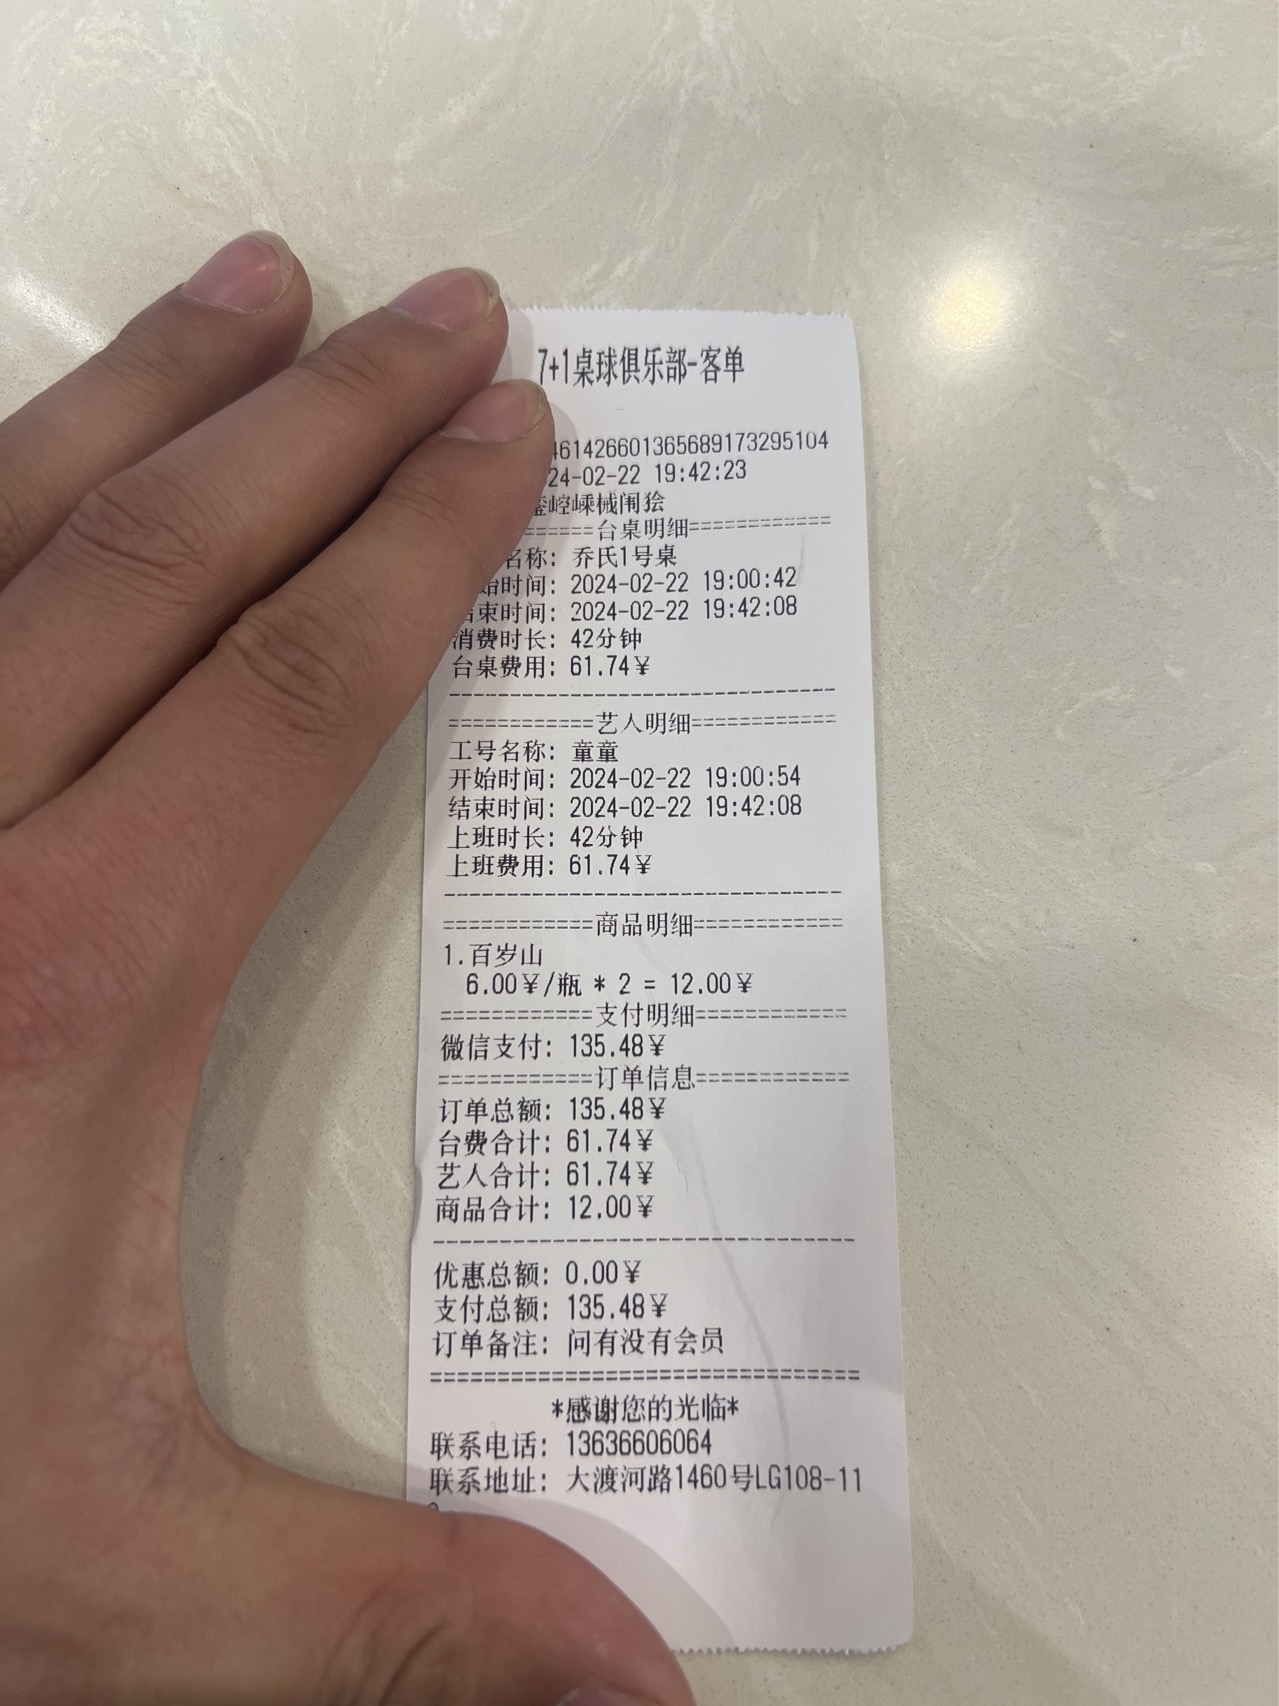 7+1桌球俱乐部-客单
461426601365689173295104
24-02-22 19:42:23
崆嵊械闱狯
======台桌明细============
名称: 乔氏1号桌
始时间: 2024-02-22 19:00:42
束时间: 2024-02-22 19:42:08
消费时长: 42分钟
台桌费用: 61.74¥
--------------------------------
============艺人明细============
工号名称: 童童
开始时间: 2024-02-22 19:00:54
结束时间: 2024-02-22 19:42:08
上班时长: 42分钟
上班费用: 61.74¥
--------------------------------
============商品明细============
1.百岁山
6.00¥/瓶 * 2 = 12.00¥
============支付明细============
微信支付: 135.48¥
============订单信息============
订单总额: 135.48¥
台费合计: 61.74¥
艺人合计: 61.74¥
商品合计: 12.00¥
--------------------------------
优惠总额: 0.00¥
支付总额: 135.48¥
订单备注: 问有没有会员
================================
*感谢您的光临*
联系电话: 13636606064
联系地址: 大渡河路1460号LG108-11